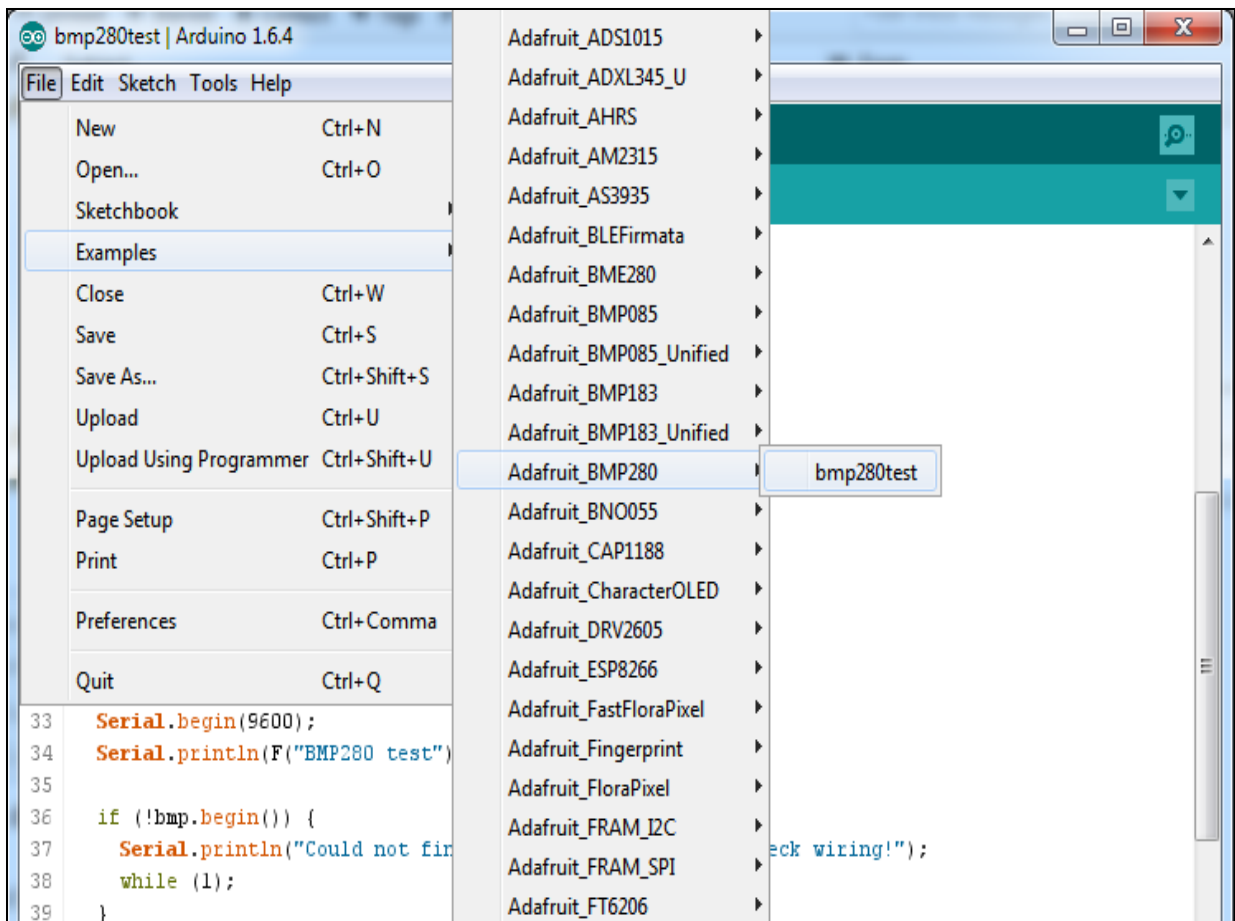 bmp280test | Arduino 1.6.4
File Edit Sketch Tools Help
New Ctrl+N
Open... Ctrl+O
Sketchbook
Examples
Close Ctrl+W
Save Ctrl+S
Save As... Ctrl+Shift+S
Upload Ctrl+U
Upload Using Programmer Ctrl+Shift+U
Page Setup Ctrl+Shift+P
Print Ctrl+P
Preferences Ctrl+Comma
Quit Ctrl+Q
Adafruit_ADS1015
Adafruit_ADXL345_U
Adafruit_AHRS
Adafruit_AM2315
Adafruit_AS3935
Adafruit_BLEFirmata
Adafruit_BME280
Adafruit_BMP085
Adafruit_BMP085_Unified
Adafruit_BMP183
Adafruit_BMP183_Unified
Adafruit_BMP280
Adafruit_BNO055
Adafruit_CAP1188
Adafruit_CharacterOLED
Adafruit_DRV2605
Adafruit_ESP8266
Adafruit_FastFloraPixel
Adafruit_Fingerprint
Adafruit_FloraPixel
Adafruit_FRAM_I2C
Adafruit_FRAM_SPI
Adafruit_FT6206
bmp280test
33 Serial.begin(9600);
34 Serial.println(F("BMP280 test")
35
36 if (!bmp.begin()) {
37 Serial.println("Could not fin eck wiring!");
38 while (1);
39 }